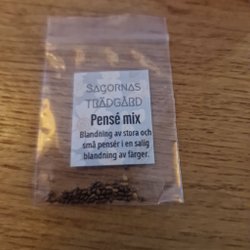 SAGORNAS
TRÄDGÅRD
Pensé mix
Blandning av stora och
små penséer i en salig
blandning av färger.